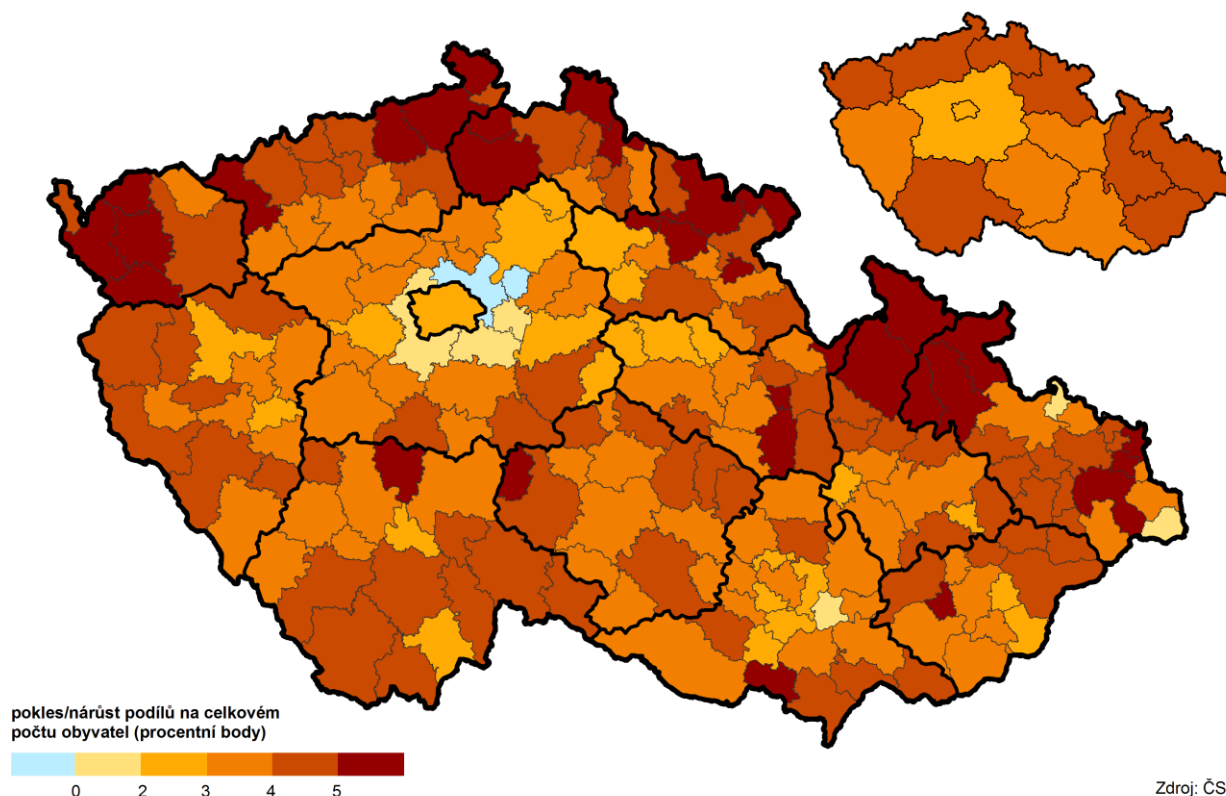 pokles/nárůst podílů na celkovém
počtu obyvatel (procentní body)
0 2 3 4 5
Zdroj: ČS